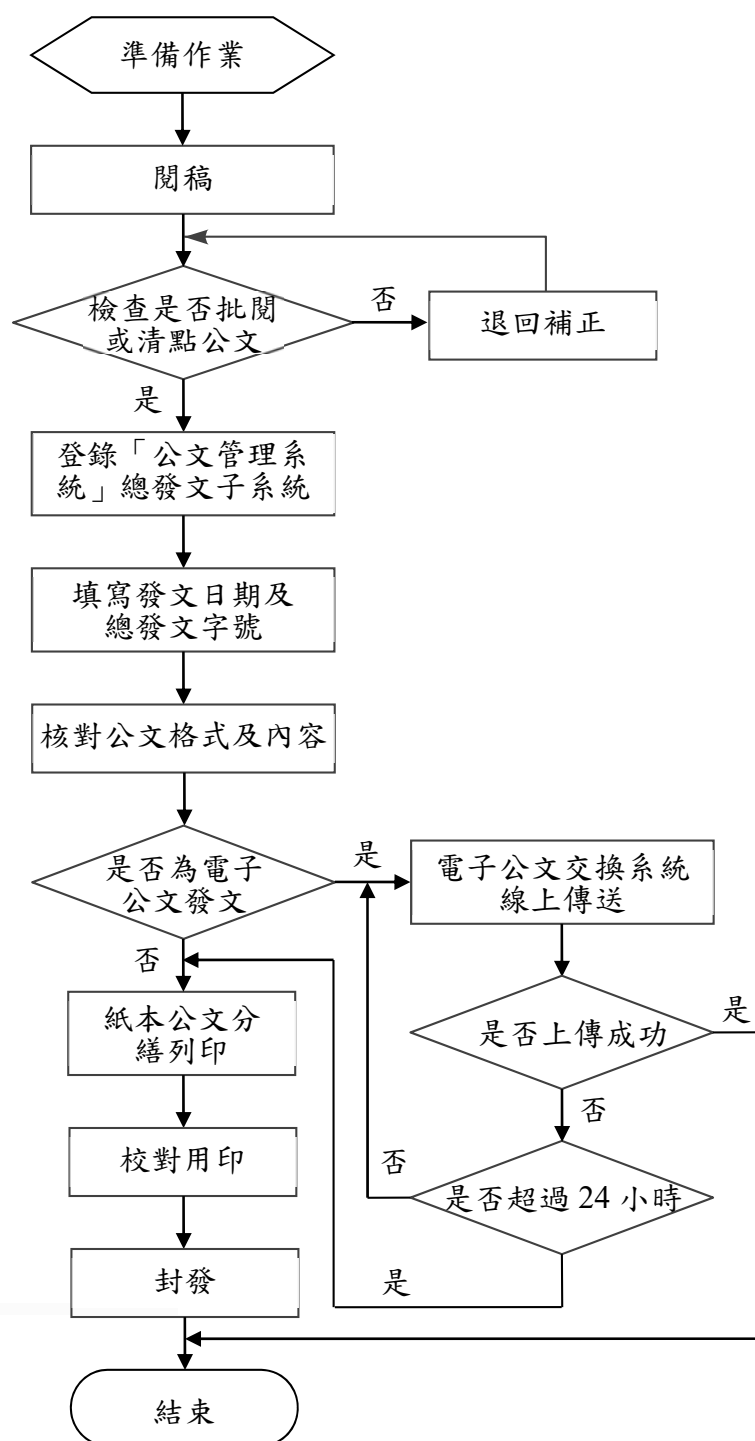 準備作業
閱稿
檢查是否批閱
或清點公文
否
退回補正
是
登錄「公文管理系
統」總發文子系統
填寫發文日期及
總發文字號
核對公文格式及內容
是否為電子
公文發文
是
電子公文交換系統
線上傳送
否
紙本公文分
繕列印
是否上傳成功
是
否
校對用印
否
是否超過 24 小時
是
封發
結束